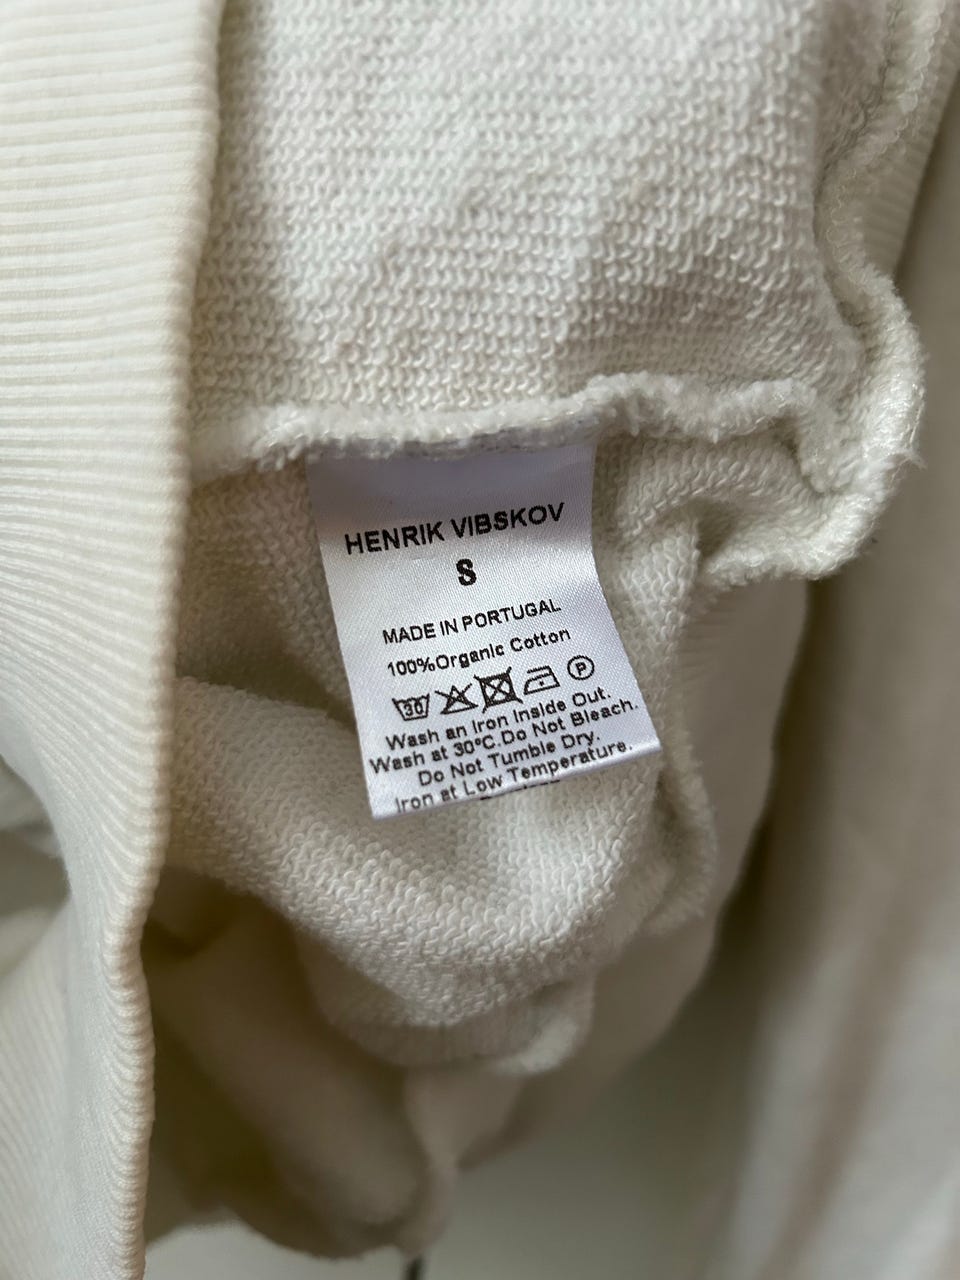 HENRIK VIBSKOV
S
MADE IN PORTUGAL
100%Organic Cotton
30 P
Wash an Iron Inside Out.
Wash at 30°C.Do Not Bleach.
Do Not Tumble Dry.
Iron at Low Temperature.